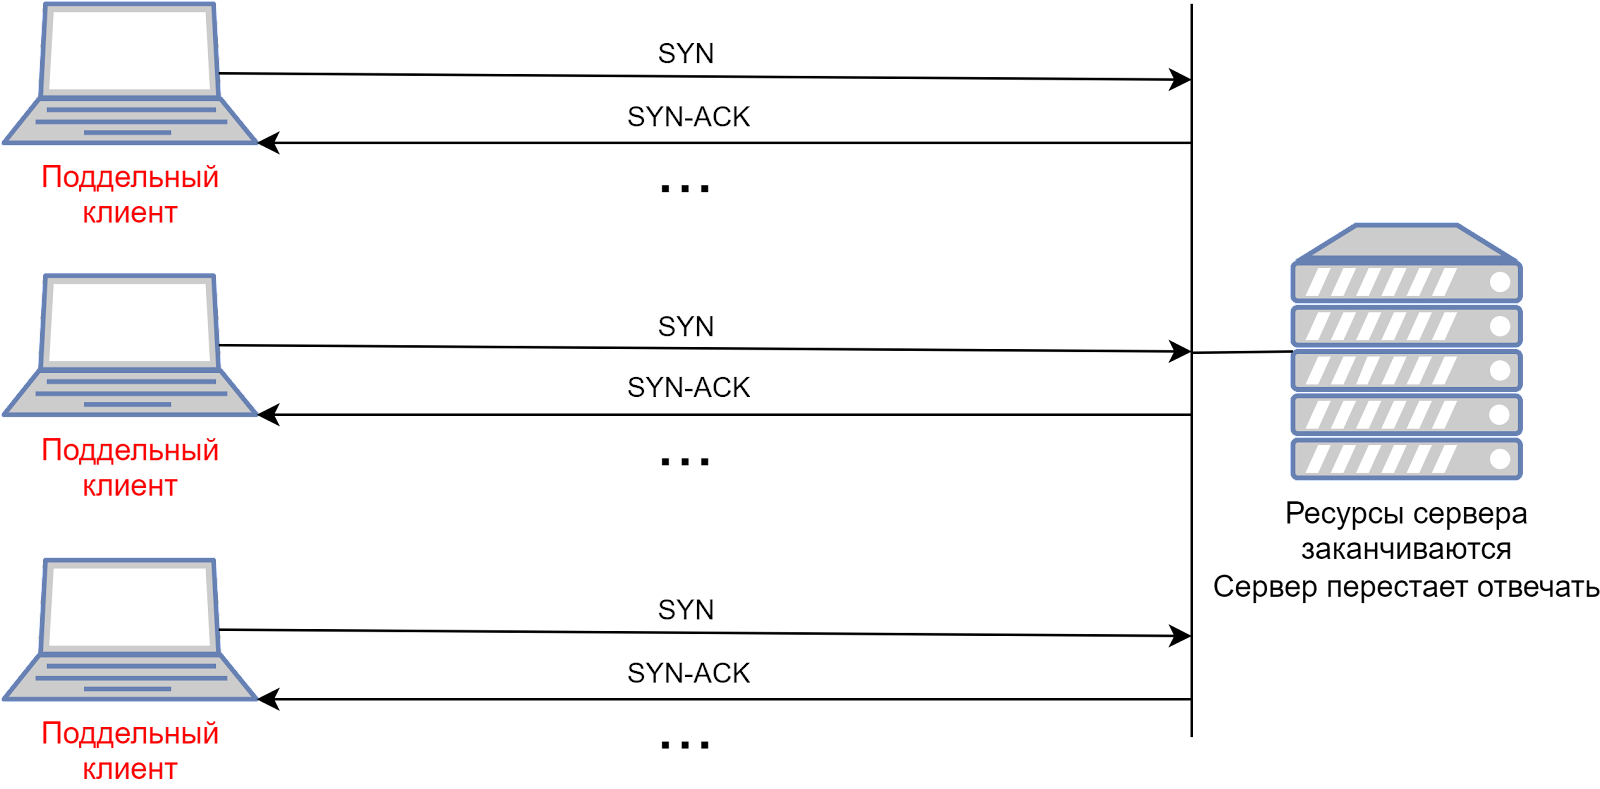 SYN
SYN-ACK
...
Поддельный
клиент
SYN
SYN-ACK
...
Поддельный
клиент
Ресурсы сервера
заканчиваются
Сервер перестает отвечать
SYN
SYN-ACK
...
Поддельный
клиент